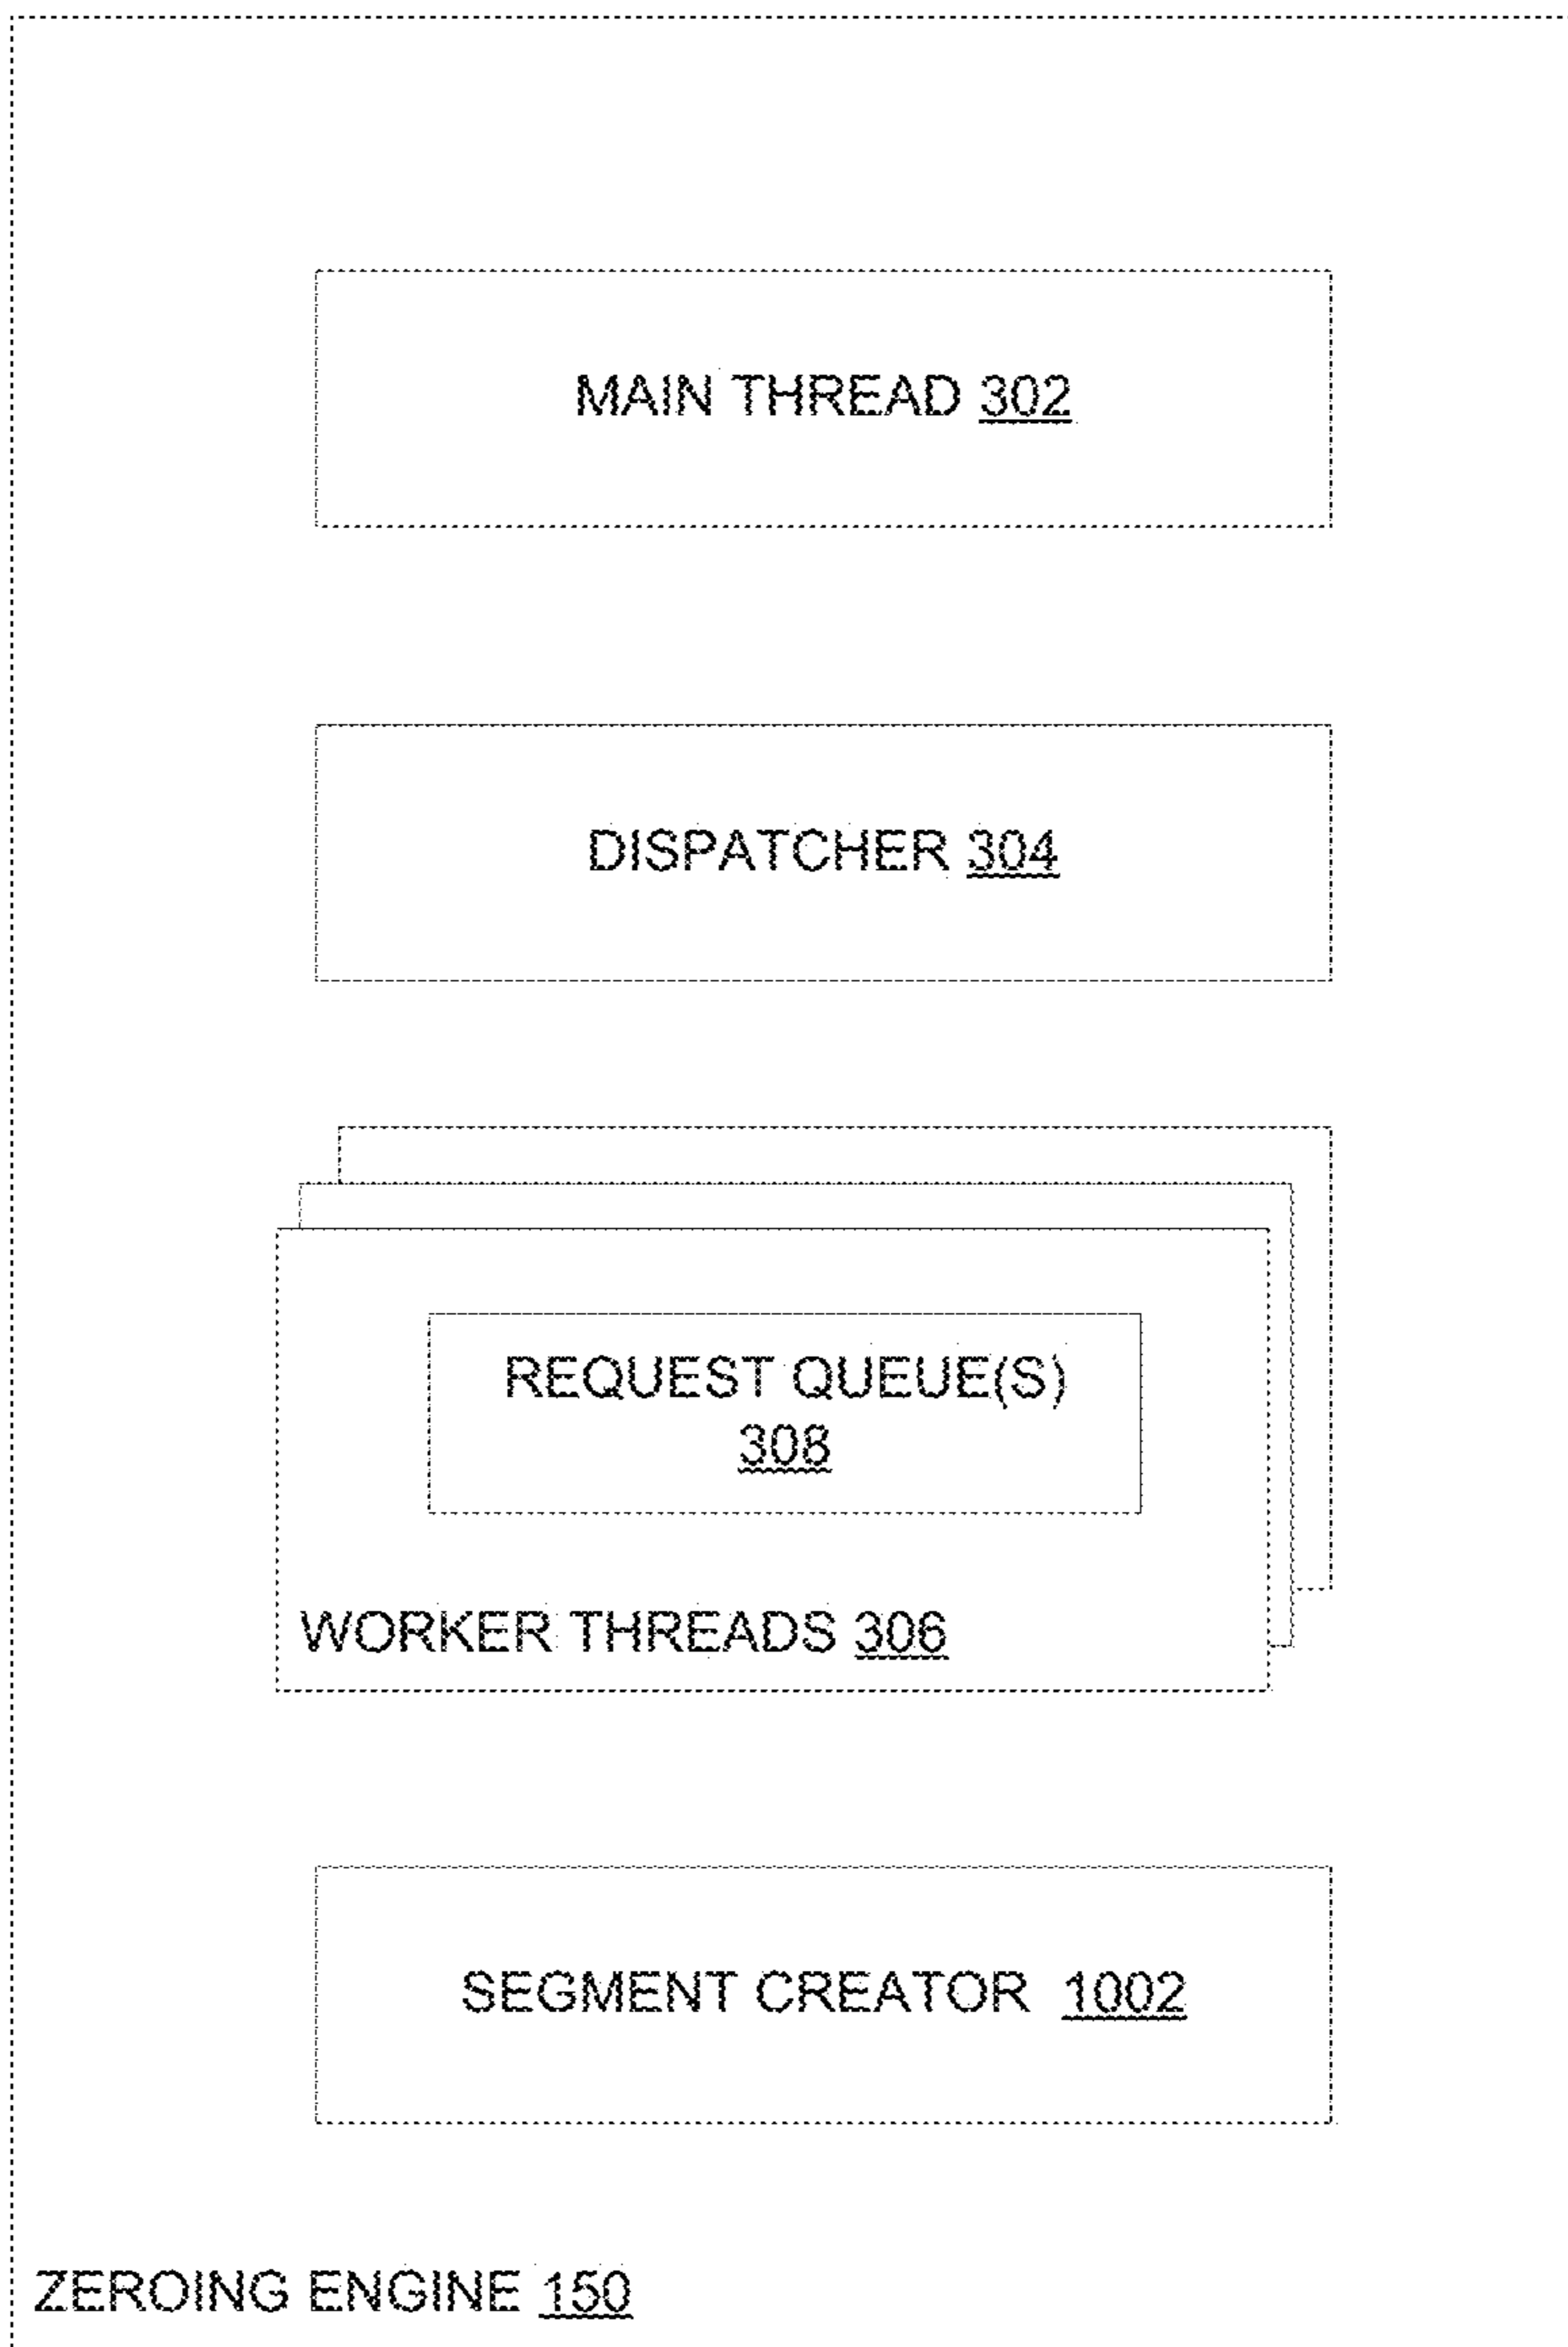 MAIN THREAD 302
DISPATCHER 304
REQUEST QUEUE(S)
308
WORKER THREADS 306
SEGMENT CREATOR 1002
ZEROING ENGINE 150